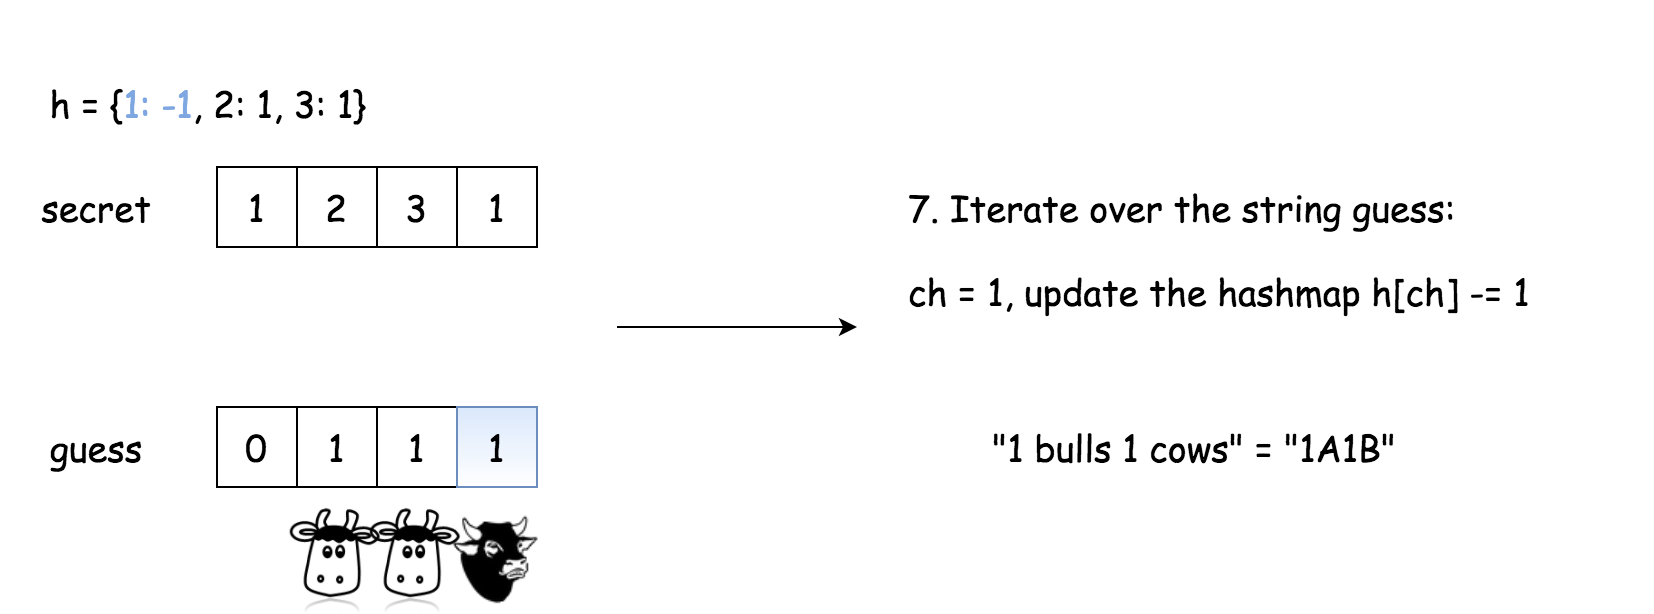 h = {1: -1, 2: 1, 3: 1}
secret 1 2 3 1
7. Iterate over the string guess:
ch = 1, update the hashmap h[ch] -= 1
guess 0 1 1 1
"1 bulls 1 cows" = "1A1B"